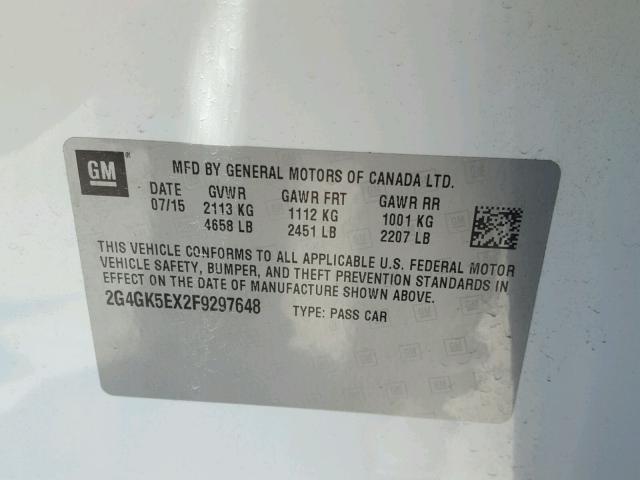 GM
MFD BY GENERAL MOTORS OF CANADA LTD.
DATE GVWR GAWR FRT GAWR RR
07/15 2113 KG 1112 KG 1001 KG
4658 LB 2451 LB 2207 LB
THIS VEHICLE CONFORMS TO ALL APPLICABLE U.S. FEDERAL MOTOR
VEHICLE SAFETY, BUMPER, AND THEFT PREVENTION STANDARDS IN
EFFECT ON THE DATE OF MANUFACTURE SHOWN ABOVE.
2G4GK5EX2F9297648 TYPE: PASS CAR